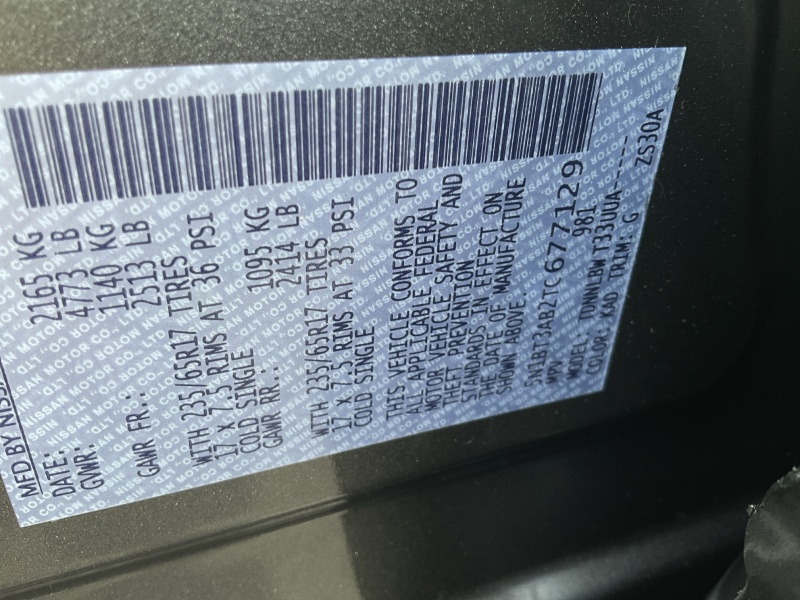 MFD BY NISS
DATE:
GVWR: 2165 KG
4773 LB
GAWR FR.: 1140 KG
2513 LB
WITH 235/65R17 TIRES
17 X 7.5 RIMS AT 36 PSI
COLD SINGLE
GAWR RR.: 1095 KG
2414 LB
WITH 235/65R17 TIRES
17 X 7.5 RIMS AT 33 PSI
COLD SINGLE
THIS VEHICLE CONFORMS TO
ALL APPLICABLE FEDERAL
MOTOR VEHICLE SAFETY AND
THEFT PREVENTION
STANDARDS IN EFFECT ON
THE DATE OF MANUFACTURE
SHOWN ABOVE.
5N1BT3AB2TC677129
MPV 981
MODEL: TUNNLBW T33UUA------
COLOR: KAD TRIM: G ZS30A